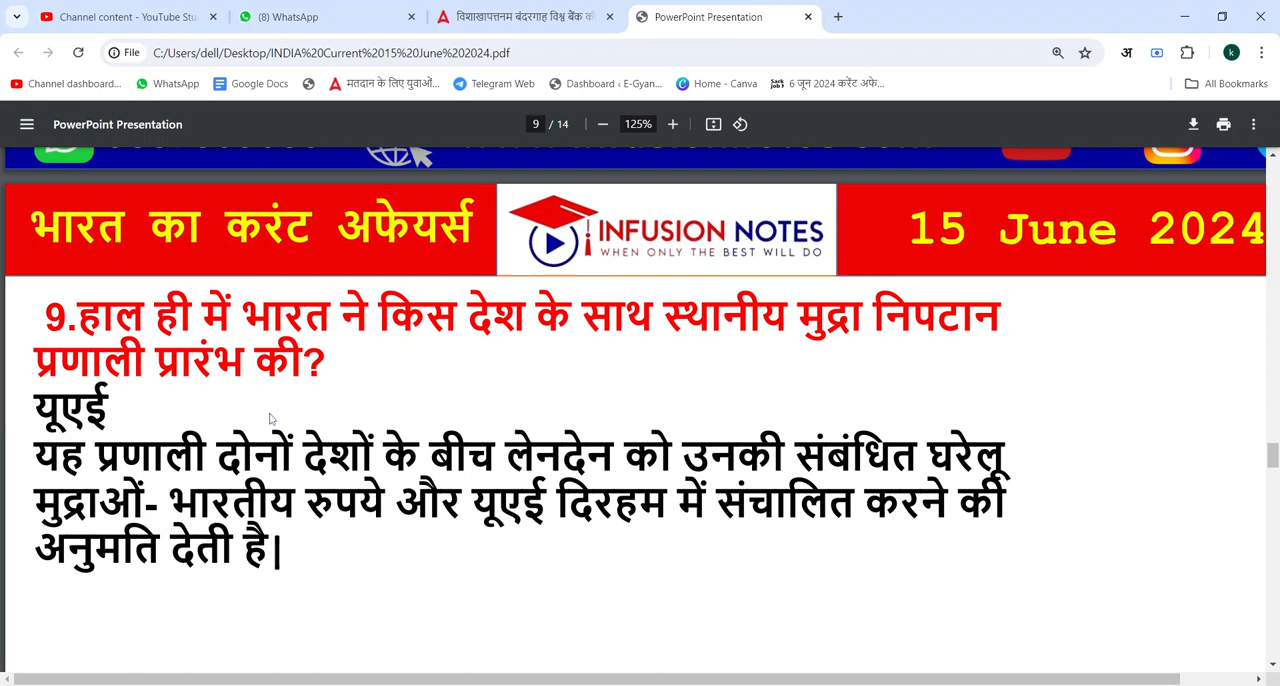 Channel content - YouTube Stu
(8) WhatsApp
विशाखापत्तनम बंदरगाह विश्व बैंक क
PowerPoint Presentation
File
C:/Users/dell/Desktop/INDIA%20Current%2015%20June%202024.pdf
अ
k
Channel dashboard...
WhatsApp
Google Docs
मतदान के लिए युवाओं...
Telegram Web
Dashboard ‹ E-Gyan...
Home - Canva
6 जून 2024 करेंट अफे...
All Bookmarks
PowerPoint Presentation
9 / 14
125%
भारत का करंट अफेयर्स
INFUSION NOTES
WHEN ONLY THE BEST WILL DO
15 June 2024
9.हाल ही में भारत ने किस देश के साथ स्थानीय मुद्रा निपटान
प्रणाली प्रारंभ की?
यूएई
यह प्रणाली दोनों देशों के बीच लेनदेन को उनकी संबंधित घरेलू
मुद्राओं- भारतीय रुपये और यूएई दिरहम में संचालित करने की
अनुमति देती है|